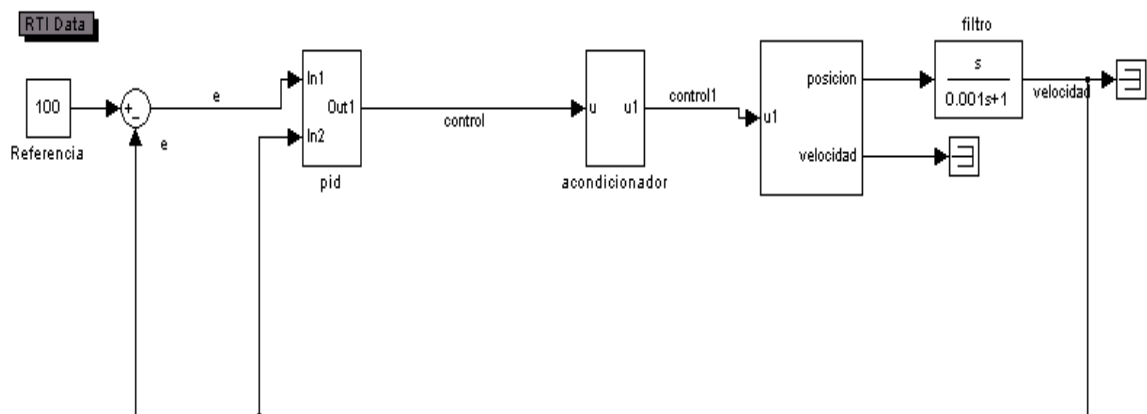 RTI Data
100
Referencia
+
-
e
e
In1
In2
Out1
pid
control
u
u1
acondicionador
control1
u1
posicion
velocidad
filtro
s
0.001s+1
velocidad